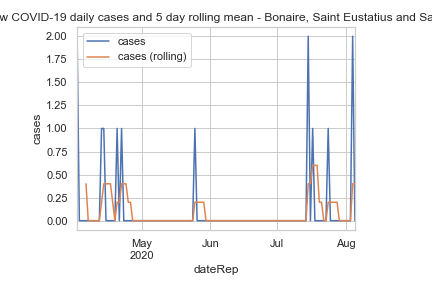 w COVID-19 daily cases and 5 day rolling mean - Bonaire, Saint Eustatius and Sa
2.00
1.75
1.50
1.25
1.00
0.75
0.50
0.25
0.00
cases
cases
cases (rolling)
May
2020
Jun
Jul
Aug
dateRep